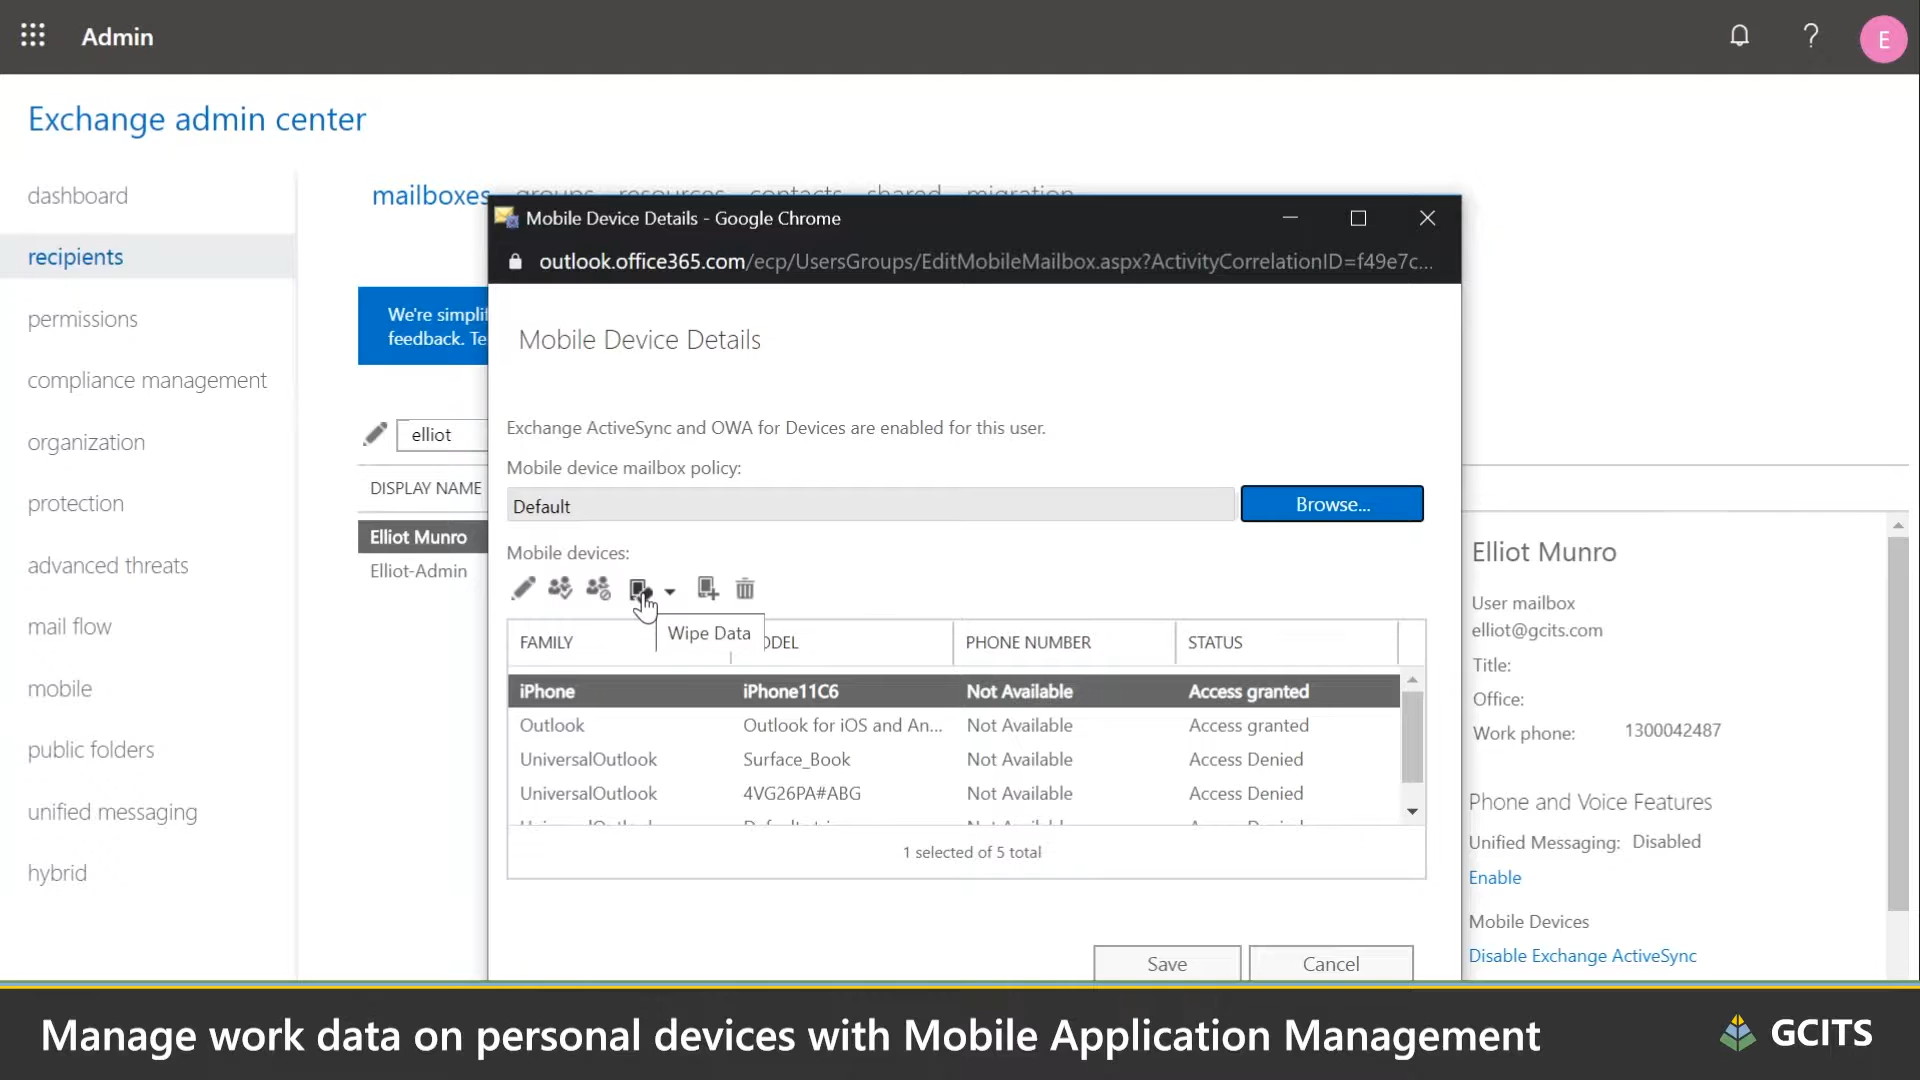 Admin
?
E
Exchange admin center
dashboard
recipients
permissions
compliance management
organization
protection
advanced threats
mail flow
mobile
public folders
unified messaging
hybrid
mailboxes groups resources contacts shared migration
We're simplif
feedback. Te
elliot
DISPLAY NAME
Elliot Munro
Elliot-Admin
Mobile Device Details - Google Chrome
outlook.office365.com/ecp/UsersGroups/EditMobileMailbox.aspx?ActivityCorrelationID=f49e7c...
Mobile Device Details
Exchange ActiveSync and OWA for Devices are enabled for this user.
Mobile device mailbox policy:
Default
Browse...
Mobile devices:
Wipe Data
FAMILY ODEL PHONE NUMBER STATUS
iPhone iPhone11C6 Not Available Access granted
Outlook Outlook for iOS and An... Not Available Access granted
UniversalOutlook Surface_Book Not Available Access Denied
UniversalOutlook 4VG26PA#ABG Not Available Access Denied
1 selected of 5 total
Save Cancel
Elliot Munro
User mailbox
elliot@gcits.com
Title:
Office:
Work phone: 1300042487
Phone and Voice Features
Unified Messaging: Disabled
Enable
Mobile Devices
Disable Exchange ActiveSync
Manage work data on personal devices with Mobile Application Management
GCITS